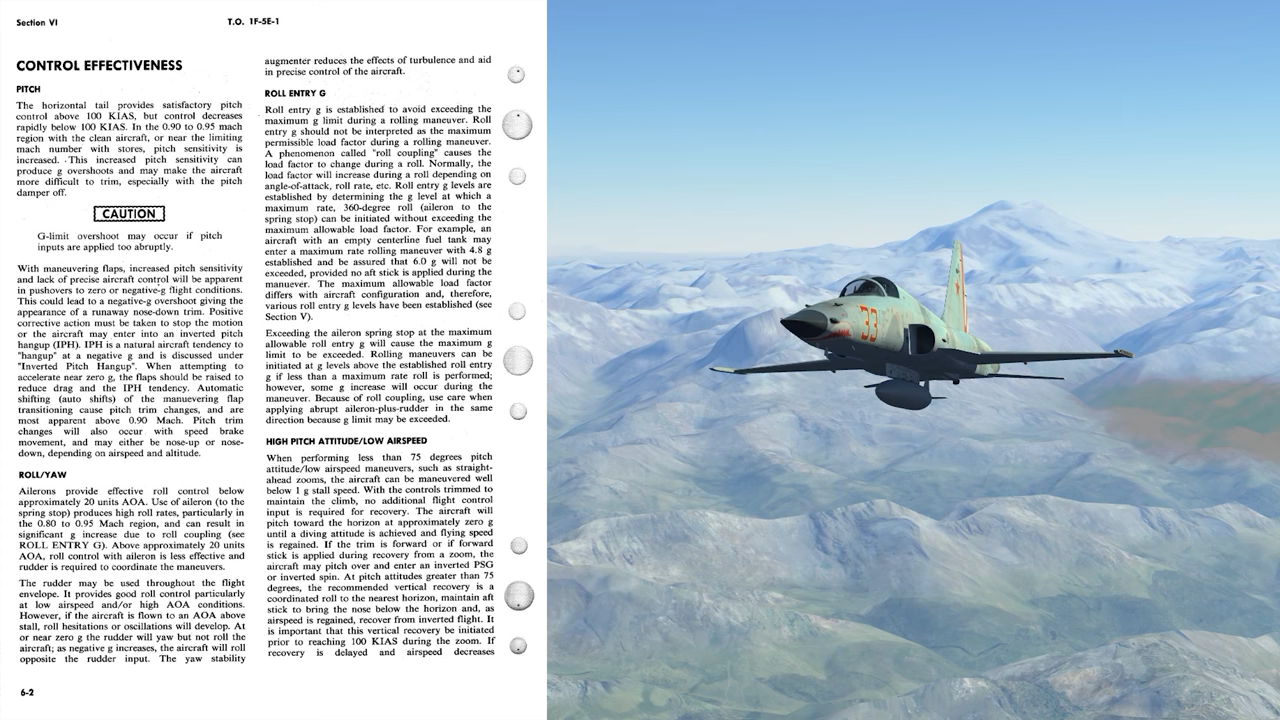 Section VI
T.O. 1F-5E-1
CONTROL EFFECTIVENESS
PITCH
The horizontal tail provides satisfactory pitch
control above 100 KIAS, but control decreases
rapidly below 100 KIAS. In the 0.90 to 0.95 mach
region with the clean aircraft, or near the limiting
mach number with stores, pitch sensitivity is
increased. This increased pitch sensitivity can
produce g overshoots and may make the aircraft
more difficult to trim, especially with the pitch
damper off.
CAUTION
G-limit overshoot may occur if pitch
inputs are applied too abruptly.
With maneuvering flaps, increased pitch sensitivity
and lack of precise aircraft control will be apparent
in pushovers to zero or negative-g flight conditions.
This could lead to a negative-g overshoot giving the
appearance of a runaway nose-down trim. Positive
corrective action must be taken to stop the motion
or the aircraft may enter into an inverted pitch
hangup (IPH). IPH is a natural aircraft tendency to
"hangup" at a negative g and is discussed under
"Inverted Pitch Hangup". When attempting to
accelerate near zero g, the flaps should be raised to
reduce drag and the IPH tendency. Automatic
shifting (auto shifts) of the manuevering flap
transitioning cause pitch trim changes, and are
most apparent above 0.90 Mach. Pitch trim
changes will also occur with speed brake
movement, and may either be nose-up or nose-
down, depending on airspeed and altitude.
ROLL/YAW
Ailerons provide effective roll control below
approximately 20 units AOA. Use of aileron (to the
spring stop) produces high roll rates, particularly in
the 0.80 to 0.95 Mach region, and can result in
significant g increase due to roll coupling (see
ROLL ENTRY G). Above approximately 20 units
AOA, roll control with aileron is less effective and
rudder is required to coordinate the maneuvers.
The rudder may be used throughout the flight
envelope. It provides good roll control particularly
at low airspeed and/or high AOA conditions.
However, if the aircraft is flown to an AOA above
stall, roll hesitations or oscillations will develop. At
or near zero g the rudder will yaw but not roll the
aircraft; as negative g increases, the aircraft will roll
opposite the rudder input. The yaw stability
augmenter reduces the effects of turbulence and aid
in precise control of the aircraft.
ROLL ENTRY G
Roll entry g is established to avoid exceeding the
maximum g limit during a rolling maneuver. Roll
entry g should not be interpreted as the maximum
permissible load factor during a rolling maneuver.
A phenomenon called "roll coupling" causes the
load factor to change during a roll. Normally, the
load factor will increase during a roll depending on
angle-of-attack, roll rate, etc. Roll entry g levels are
established by determining the g level at which a
maximum rate, 360-degree roll (aileron to the
spring stop) can be initiated without exceeding the
maximum allowable load factor. For example, an
aircraft with an empty centerline fuel tank may
enter a maximum rate rolling maneuver with 4.8 g
established and be assured that 6.0 g will not be
exceeded, provided no aft stick is applied during the
manuever. The maximum allowable load factor
differs with aircraft configuration and, therefore,
various roll entry g levels have been established (see
Section V).
Exceeding the aileron spring stop at the maximum
allowable roll entry g will cause the maximum g
limit to be exceeded. Rolling maneuvers can be
initiated at g levels above the established roll entry
g if less than a maximum rate roll is performed;
however, some g increase will occur during the
maneuver. Because of roll coupling, use care when
applying abrupt aileron-plus-rudder in the same
direction because g limit may be exceeded.
HIGH PITCH ATTITUDE/LOW AIRSPEED
When performing less than 75 degrees pitch
attitude/low airspeed maneuvers, such as straight-
ahead zooms, the aircraft can be maneuvered well
below 1 g stall speed. With the controls trimmed to
maintain the climb, no additional flight control
input is required for recovery. The aircraft will
pitch toward the horizon at approximately zero g
until a diving attitude is achieved and flying speed
is regained. If the trim is forward or if forward
stick is applied during recovery from a zoom, the
aircraft may pitch over and enter an inverted PSG
or inverted spin. At pitch attitudes greater than 75
degrees, the recommended vertical recovery is a
coordinated roll to the nearest horizon, maintain aft
stick to bring the nose below the horizon and, as
airspeed is regained, recover from inverted flight. It
is important that this vertical recovery be initiated
prior to reaching 100 KIAS during the zoom. If
recovery is delayed and airspeed decreases
6-2
33